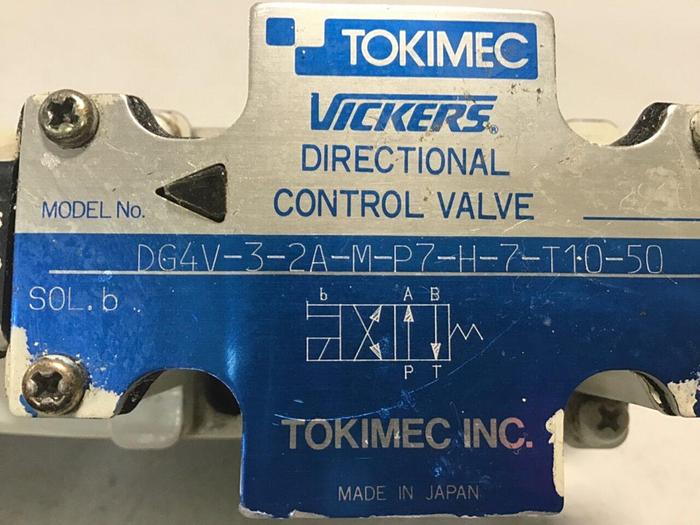 TOKIMEC
VICKERS®
DIRECTIONAL
CONTROL VALVE
MODEL No.
DG4V-3-2A-M-P7-H-7-T10-50
SOL.b
b A B
P T
TOKIMEC INC.
MADE IN JAPAN